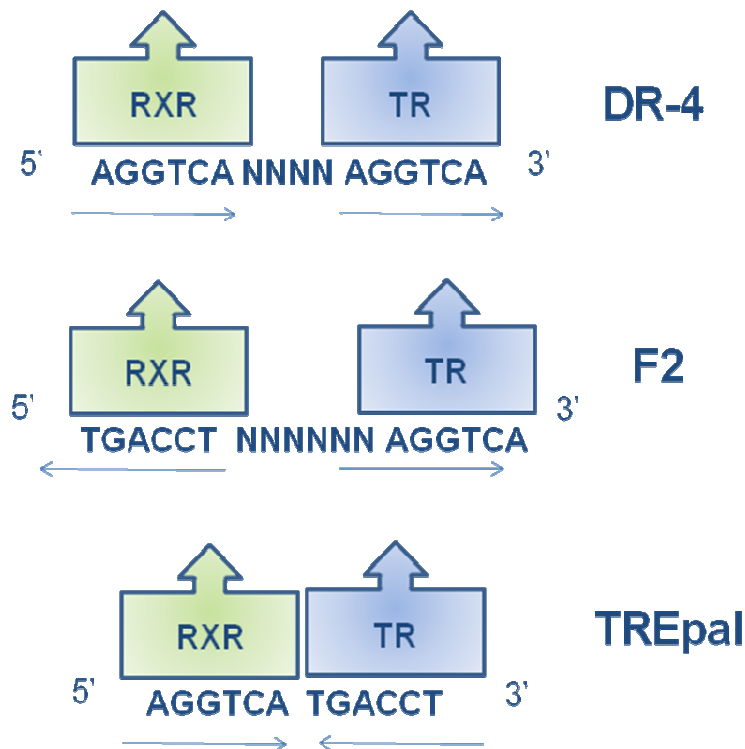 RXR TR DR-4
5' AGGTCA NNNN AGGTCA 3'
RXR TR F2
5' TGACCT NNNNNN AGGTCA 3'
RXR TR TREpal
5' AGGTCA TGACCT 3'